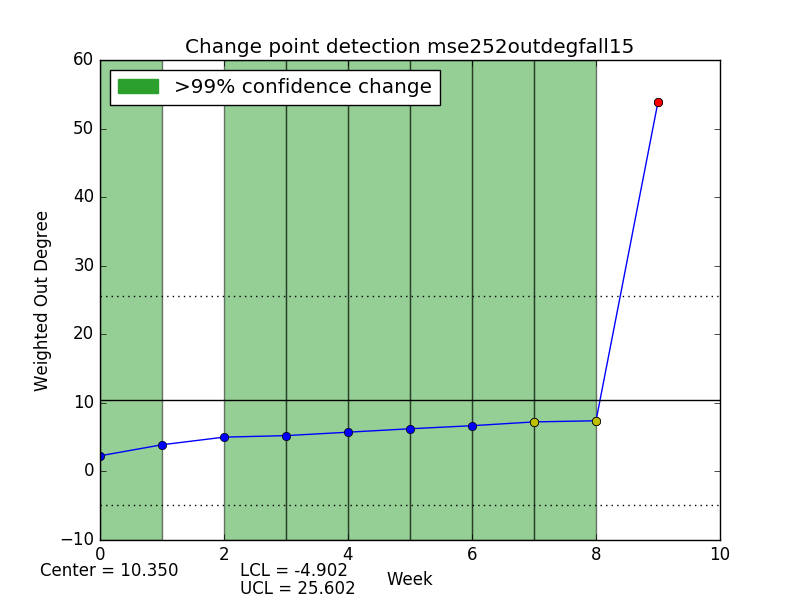 Change point detection mse252outdegfall15
>99% confidence change
60
50
40
30
20
10
0
−10
Weighted Out Degree
0 2 4 6 8 10
Center = 10.350
LCL = -4.902
UCL = 25.602
Week